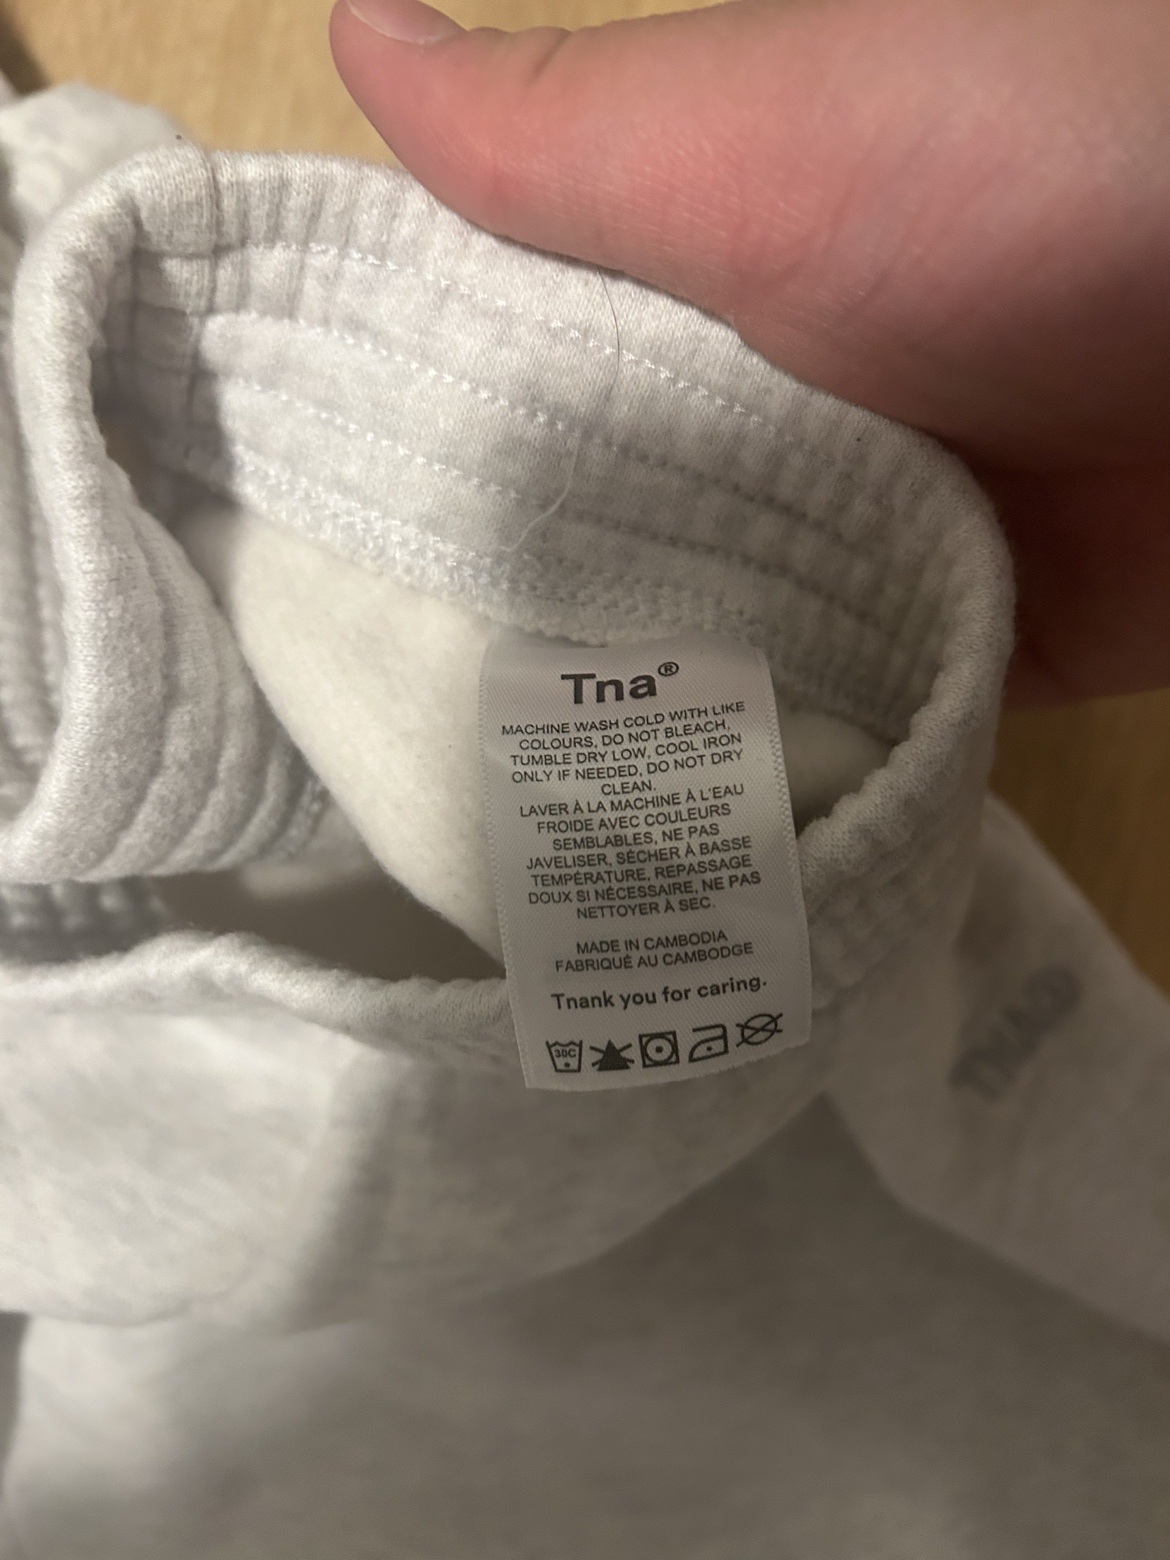 Tna®
MACHINE WASH COLD WITH LIKE
COLOURS, DO NOT BLEACH,
TUMBLE DRY LOW, COOL IRON
ONLY IF NEEDED, DO NOT DRY
CLEAN.
LAVER À LA MACHINE À L'EAU
FROIDE AVEC COULEURS
SEMBLABLES, NE PAS
JAVELISER, SÉCHER À BASSE
TEMPÉRATURE, REPASSAGE
DOUX SI NÉCESSAIRE, NE PAS
NETTOYER À SEC.
MADE IN CAMBODIA
FABRIQUÉ AU CAMBODGE
Tnank you for caring.
30C